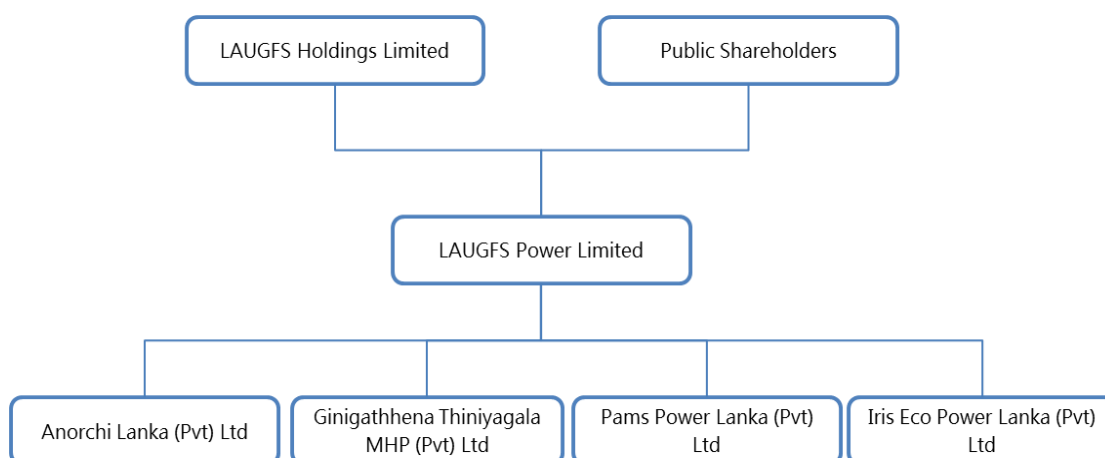 LAUGFS Holdings Limited
Public Shareholders
LAUGFS Power Limited
Anorchi Lanka (Pvt) Ltd
Ginigathhena Thiniyagala
MHP (Pvt) Ltd
Pams Power Lanka (Pvt)
Ltd
Iris Eco Power Lanka (Pvt)
Ltd